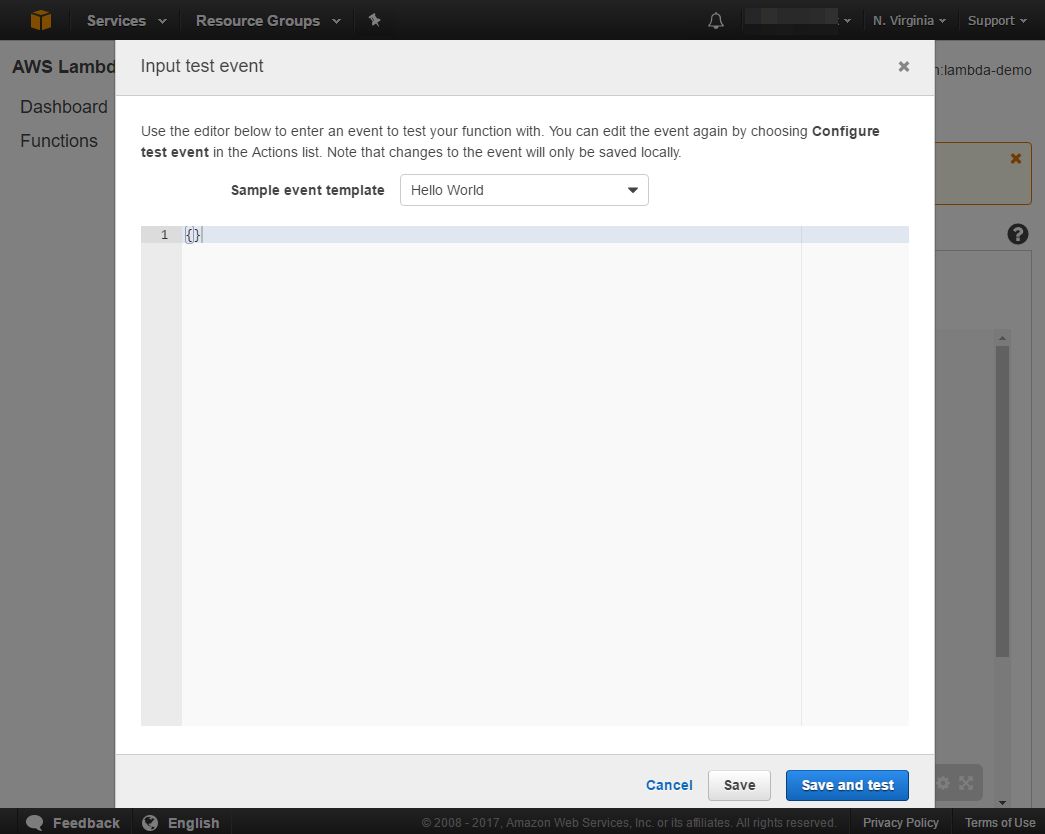 Services Resource Groups N. Virginia Support
AWS Lambd
Input test event
n:lambda-demo
Dashboard
Functions
Use the editor below to enter an event to test your function with. You can edit the event again by choosing Configure
test event in the Actions list. Note that changes to the event will only be saved locally.
Sample event template Hello World
1 {}
Cancel Save Save and test
Feedback English © 2008 - 2017, Amazon Web Services, Inc. or its affiliates. All rights reserved. Privacy Policy Terms of Use